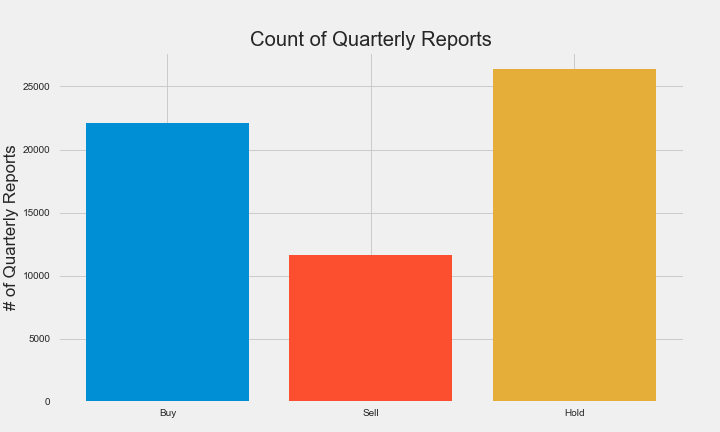 Count of Quarterly Reports
# of Quarterly Reports
25000
20000
15000
10000
5000
0
Buy Sell Hold